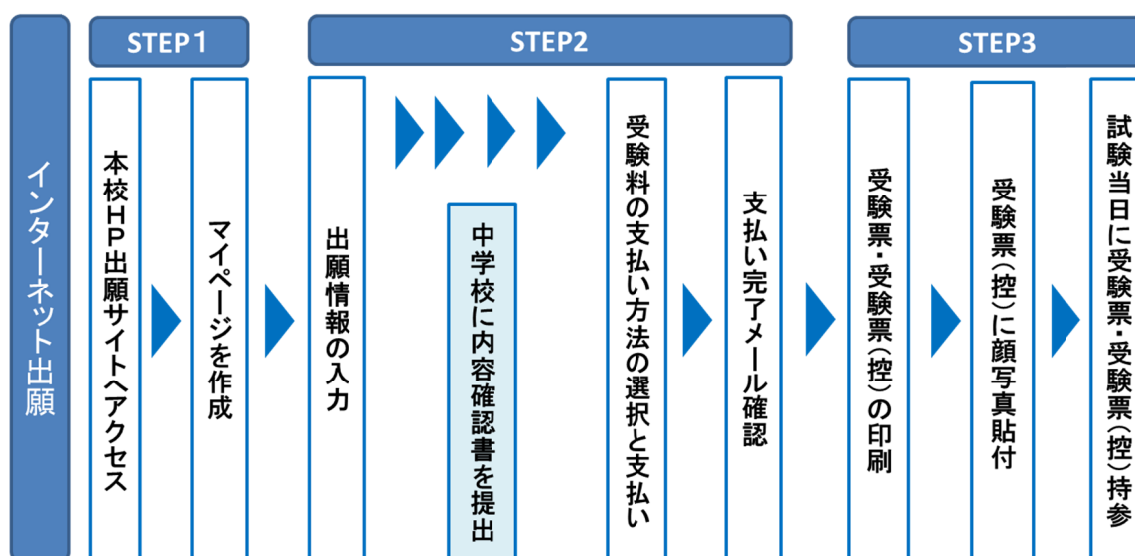 インターネット出願
STEP1
本校HP出願サイトへアクセス
マイページを作成
STEP2
出願情報の入力
中学校に内容確認書を提出
受験料の支払い方法の選択と支払い
支払い完了メール確認
STEP3
受験票・受験票(控)の印刷
受験票(控)に顔写真貼付
試験当日に受験票・受験票(控)持参